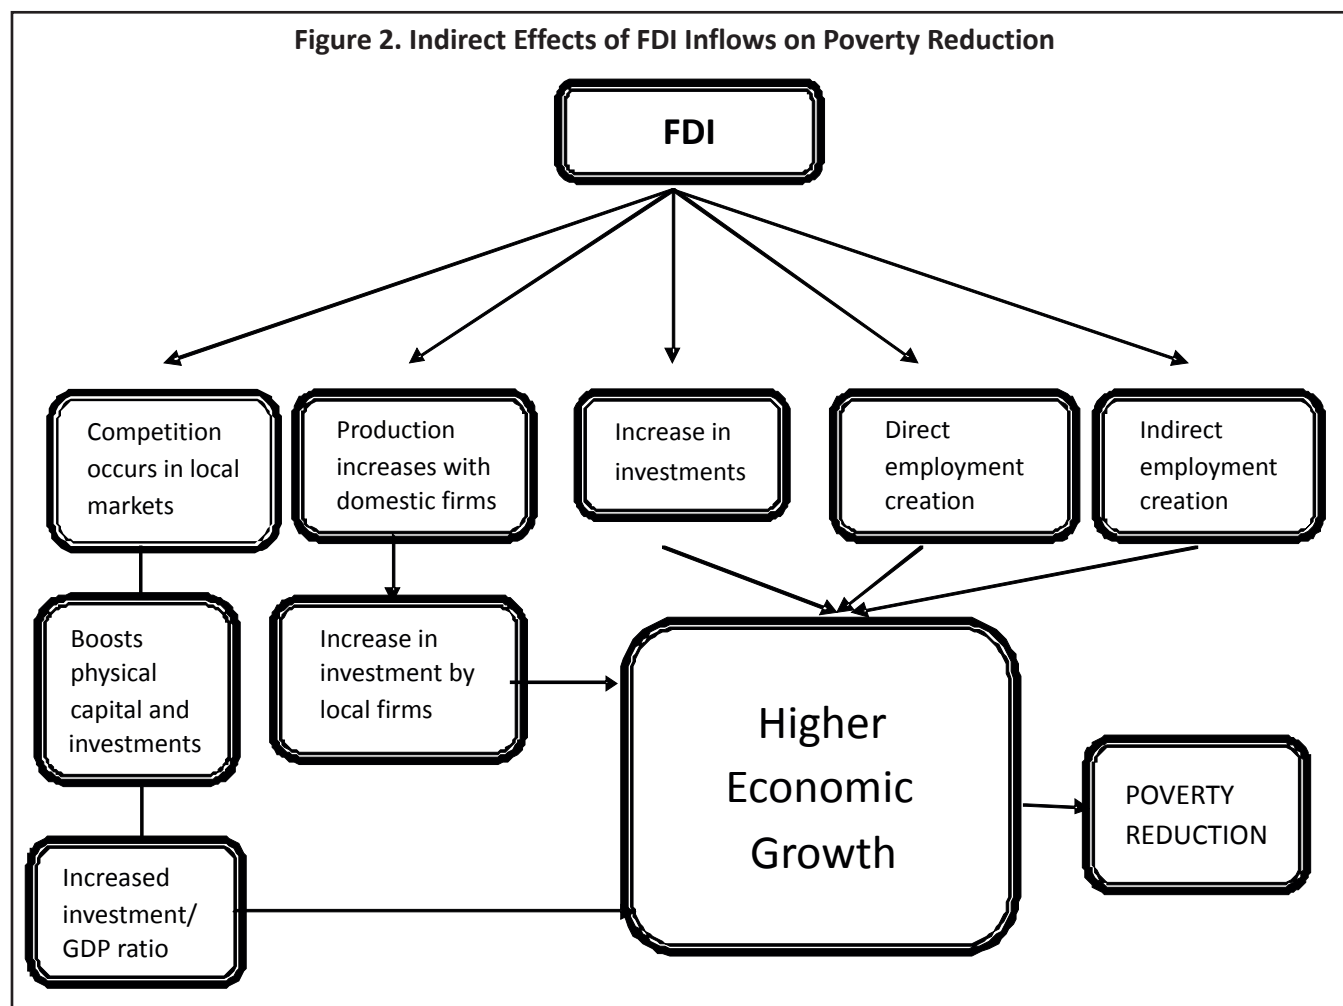 Figure 2. Indirect Effects of FDI Inflows on Poverty Reduction
FDI
Competition
occurs in local
markets
Production
increases with
domestic firms
Increase in
investments
Direct
employment
creation
Indirect
employment
creation
Boosts
physical
capital and
investments
Increase in
investment by
local firms
Higher
Economic
Growth
POVERTY
REDUCTION
Increased
investment/
GDP ratio